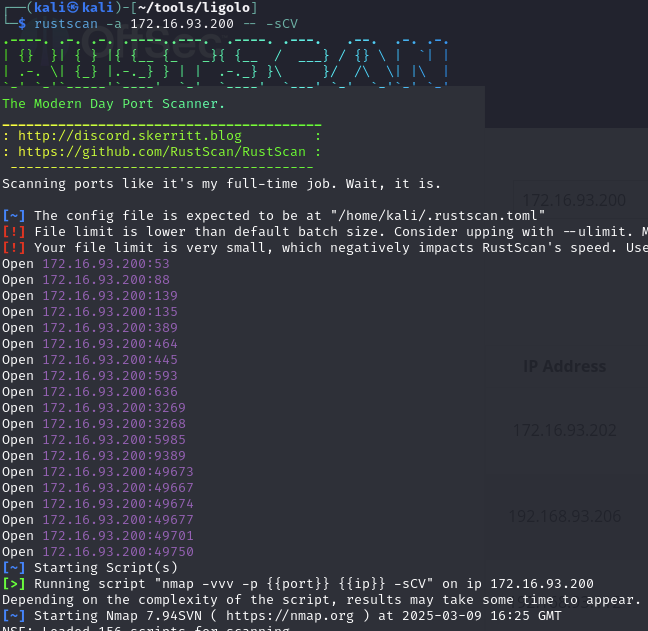 ┌──(kali㉿kali)-[~/tools/ligolo]
└─$ rustscan -a 172.16.93.200 -- -sCV
.----. .-. .-. .----..---.  .----. .---.   .--.  .-. .-.
| {}  }| { } |{ {__ {_   _}{ {__  /  ___} / {} \ |  `| |
| .-. \| {_} |.-._} } | |  .-._} }\     }/  /\  \| |\  |
`-' `-'`-----'`----'  `-'  `----'  `---' `-'  `-'`-' `-'
The Modern Day Port Scanner.
________________________________________
: http://discord.skerritt.blog         :
: https://github.com/RustScan/RustScan :
 --------------------------------------
Scanning ports like it's my full-time job. Wait, it is.
172.16.93.200
[~] The config file is expected to be at "/home/kali/.rustscan.toml"
[!] File limit is lower than default batch size. Consider upping with --ulimit. M
[!] Your file limit is very small, which negatively impacts RustScan's speed. Use
Open 172.16.93.200:53
Open 172.16.93.200:88
Open 172.16.93.200:139
Open 172.16.93.200:135
Open 172.16.93.200:389
Open 172.16.93.200:464
Open 172.16.93.200:445
IP Address
Open 172.16.93.200:593
Open 172.16.93.200:636
Open 172.16.93.200:3269
Open 172.16.93.200:3268
172.16.93.202
Open 172.16.93.200:5985
Open 172.16.93.200:9389
Open 172.16.93.200:49673
Open 172.16.93.200:49667
Open 172.16.93.200:49674
192.168.93.206
Open 172.16.93.200:49677
Open 172.16.93.200:49701
Open 172.16.93.200:49750
[~] Starting Script(s)
[>] Running script "nmap -vvv -p {{port}} {{ip}} -sCV" on ip 172.16.93.200
Depending on the complexity of the script, results may take some time to appear.
[~] Starting Nmap 7.94SVN ( https://nmap.org ) at 2025-03-09 16:25 GMT
NSE: Loaded 156 scripts for scanning.